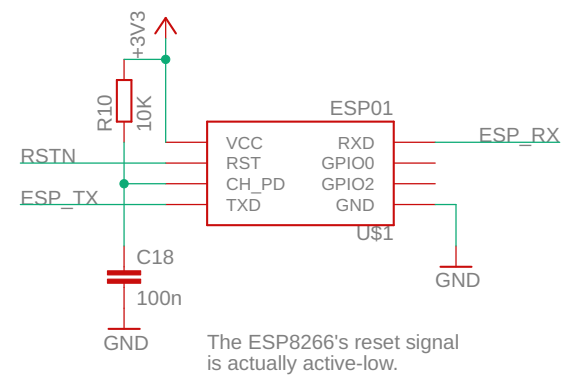 +3V3
R10
10K
ESP01
RSTN
ESP_TX
VCC
RST
CH_PD
TXD
RXD
GPIO0
GPIO2
GND
ESP_RX
U$1
C18
100n
GND
GND
The ESP8266's reset signal
is actually active-low.